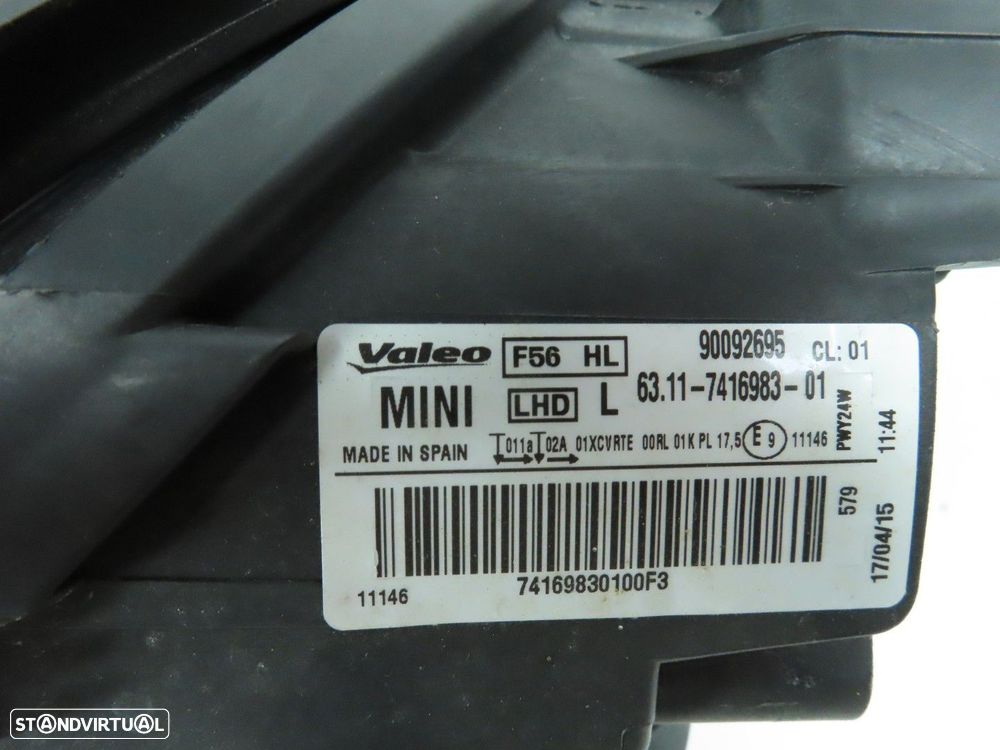 Valeo F56 HL 90092695 CL: 01
MINI LHD L 63.11-7416983-01
MADE IN SPAIN 011a 02A 01XCVRTE 00RL 01K PL 17,5 E 9 11146
PWY24W
11:44
579
17/04/15
11146 74169830100F3
STANDVIRTUAL